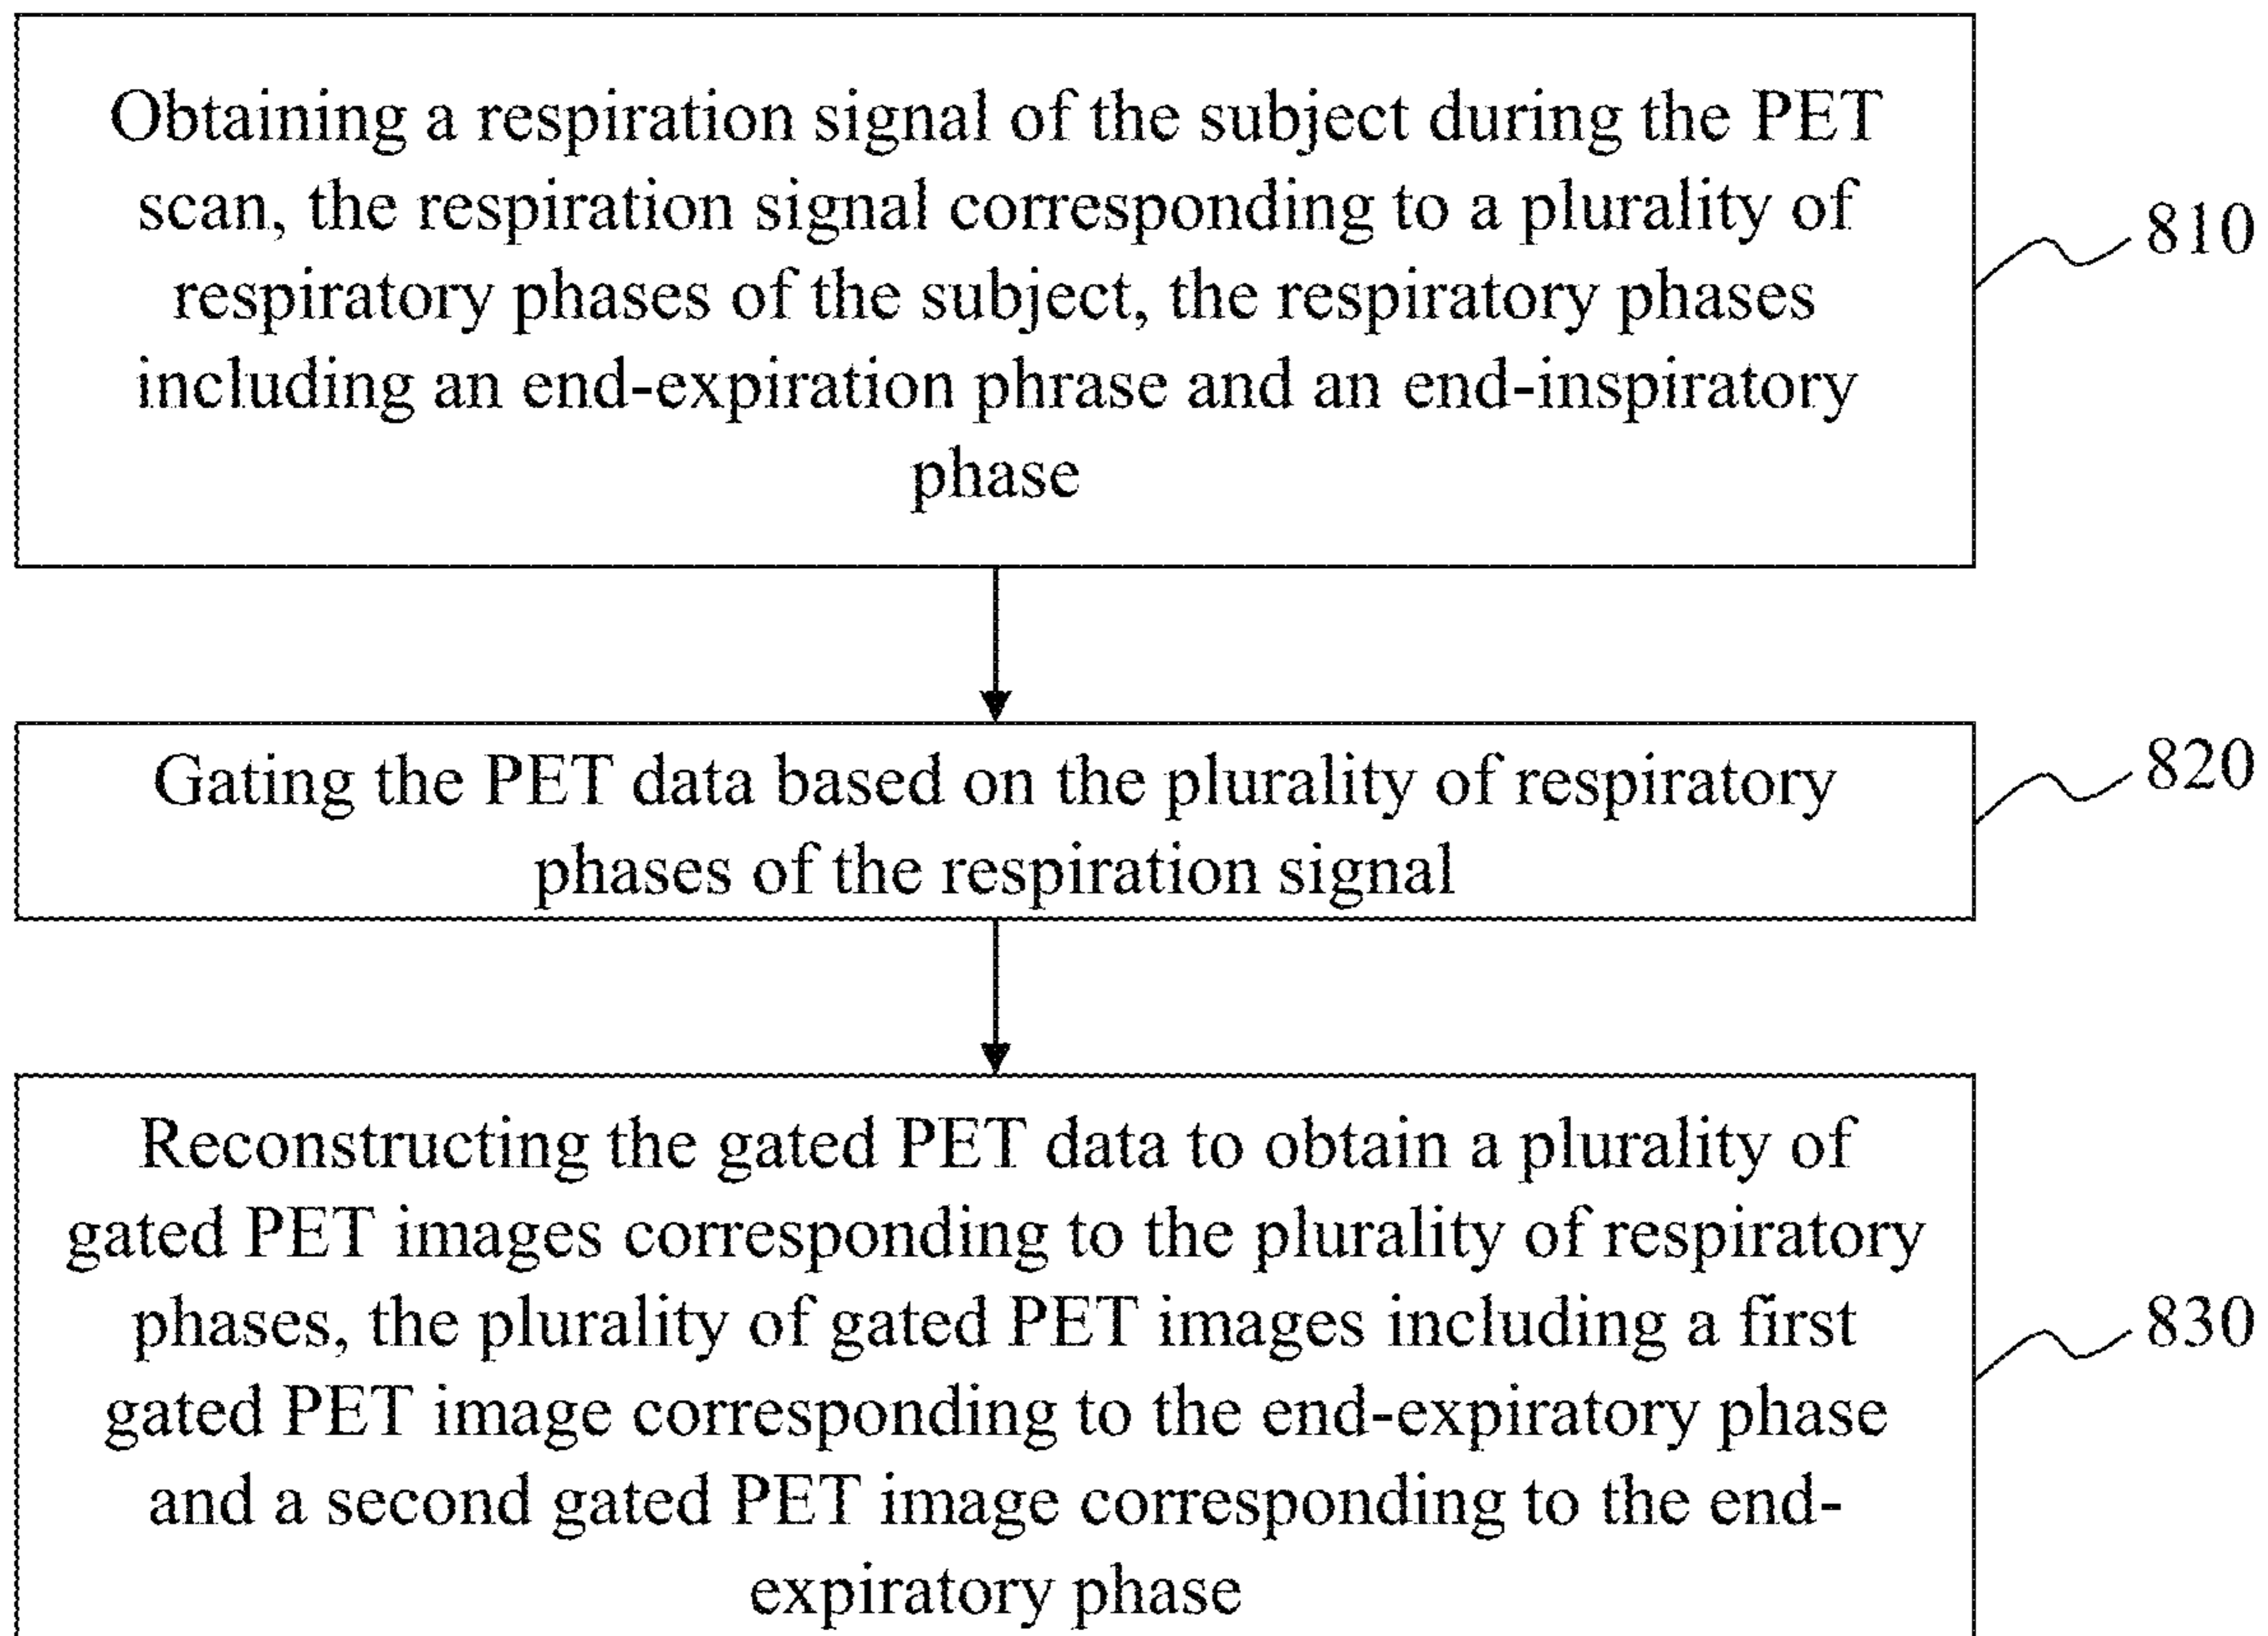 Obtaining a respiration signal of the subject during the PET
scan, the respiration signal corresponding to a plurality of
respiratory phases of the subject, the respiratory phases
including an end-expiration phrase and an end-inspiratory
phase
810
Gating the PET data based on the plurality of respiratory
phases of the respiration signal
820
Reconstructing the gated PET data to obtain a plurality of
gated PET images corresponding to the plurality of respiratory
phases, the plurality of gated PET images including a first
gated PET image corresponding to the end-expiratory phase
and a second gated PET image corresponding to the end-
expiratory phase
830